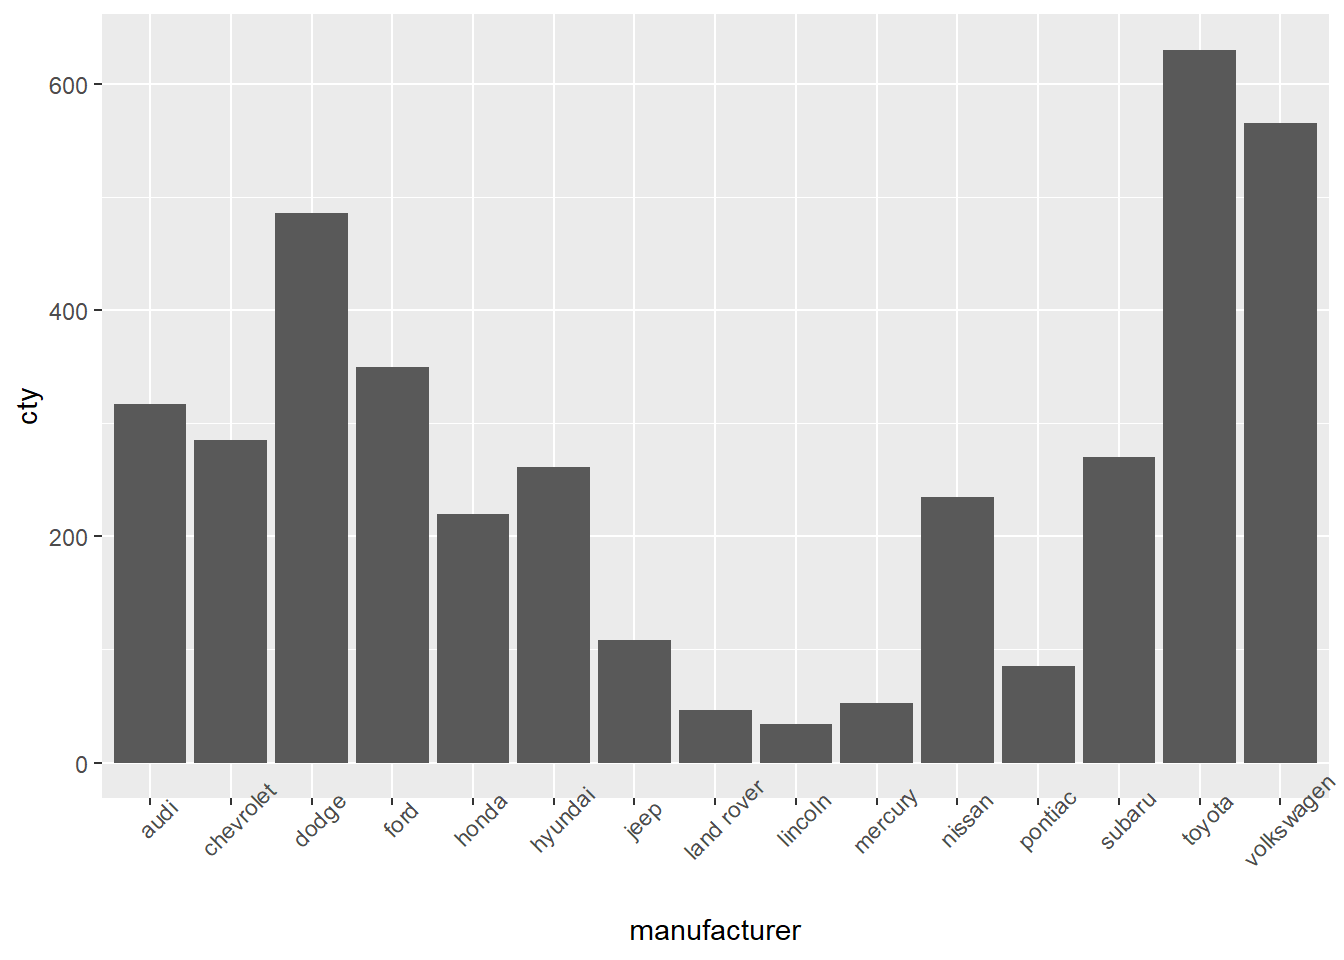 600
400
200
0
cty
audi
chevrolet
dodge
ford
honda
hyundai
jeep
land rover
lincoln
mercury
nissan
pontiac
subaru
toyota
volkswagen
manufacturer